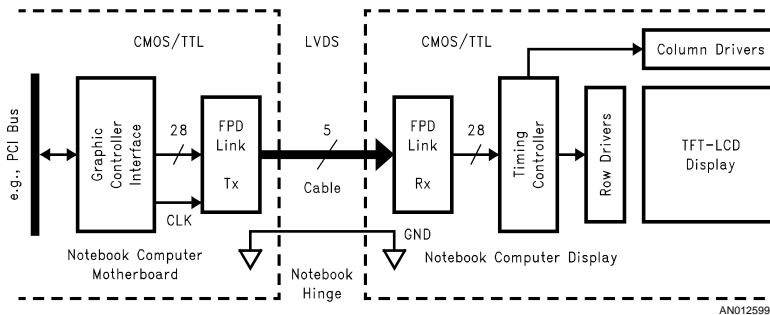 CMOS/TTL
LVDS
CMOS/TTL
Column Drivers
e.g., PCI Bus
Graphic
Controller
Interface
28
CLK
FPD
Link
Tx
5
Cable
FPD
Link
Rx
28
Timing
Controller
Row Drivers
TFT-LCD
Display
GND
Notebook Computer
Motherboard
Notebook
Hinge
Notebook Computer Display
AN012599